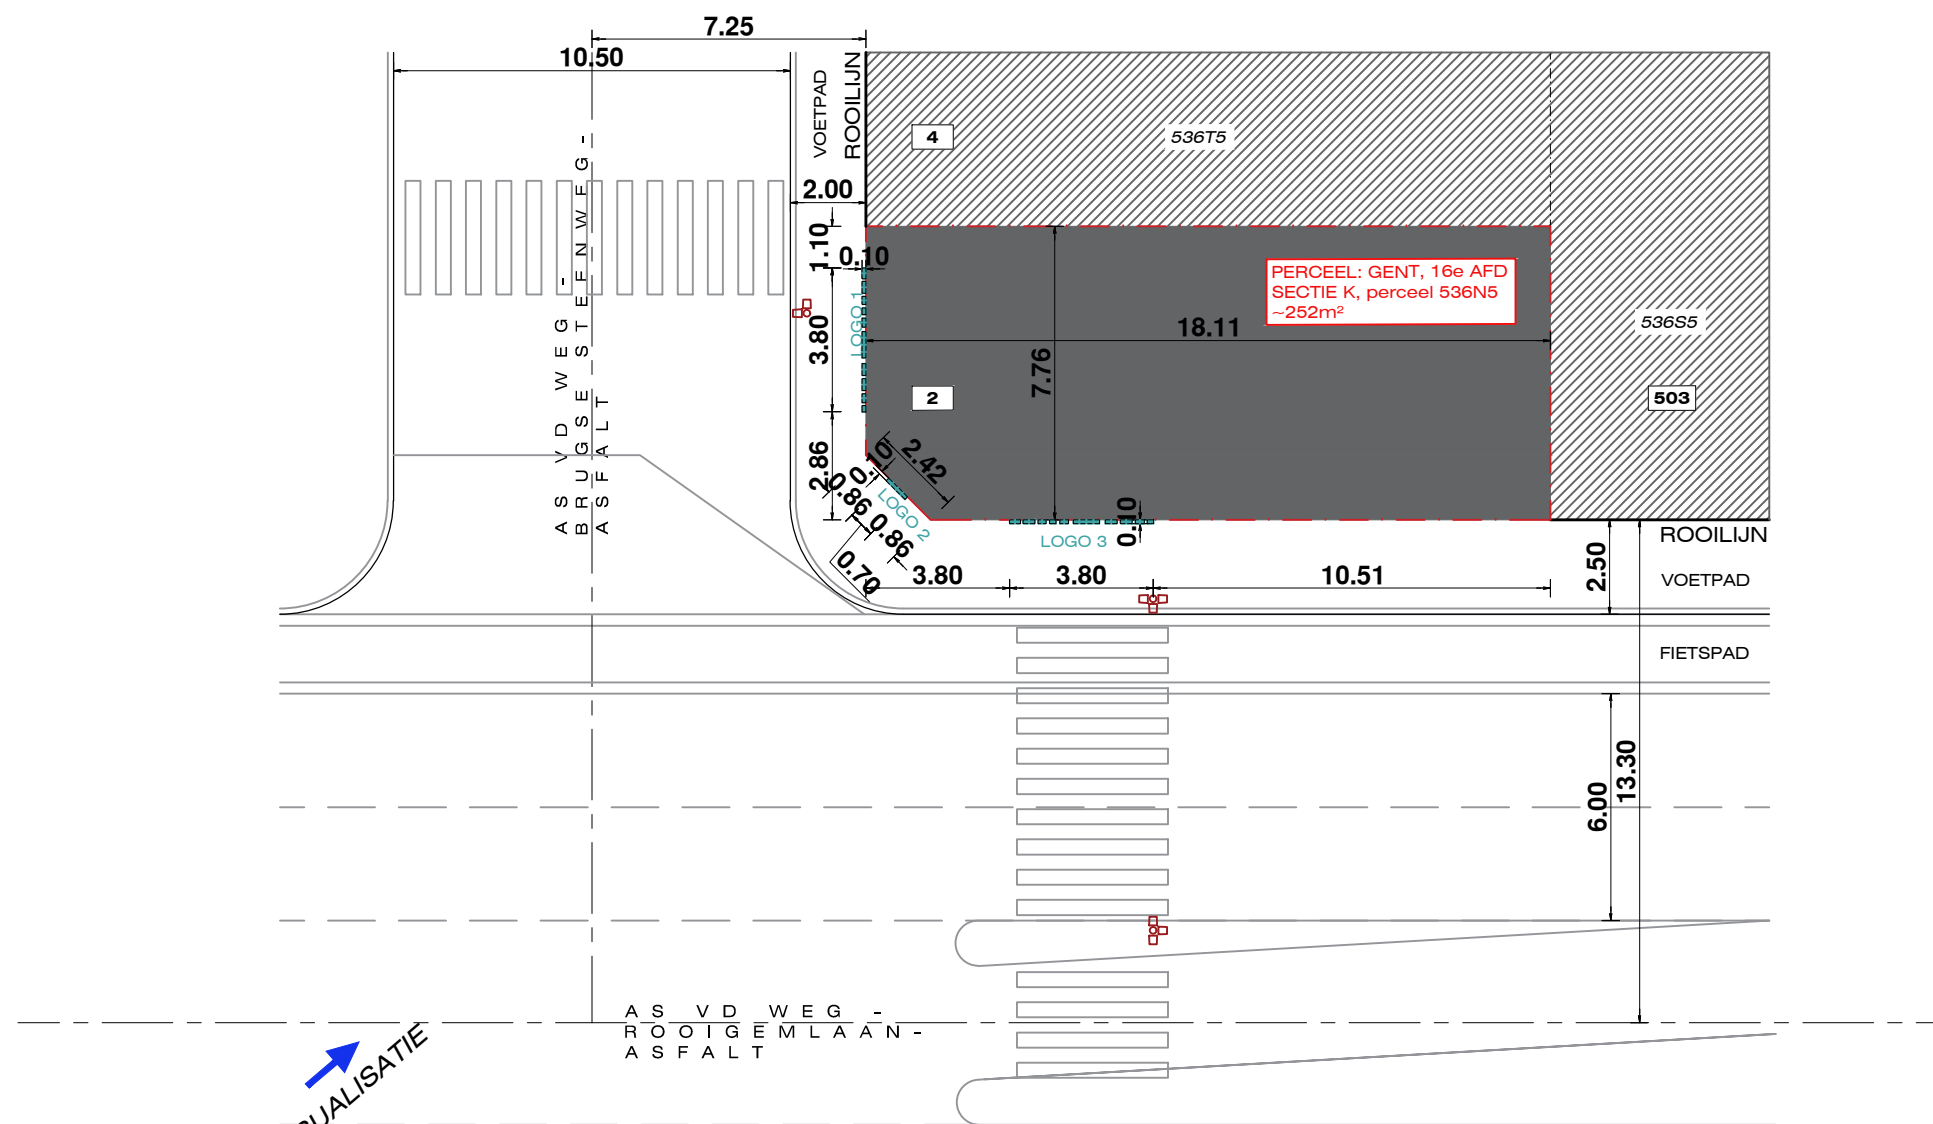 7.25
10.50
VOETPAD
ROOILIJN
4
536T5
2.00
1.10
0.10
PERCEEL: GENT, 16e AFD
SECTIE K, perceel 536N5
~252m²
536S5
18.11
LOGO 1
3.80
7.76
2
503
AS VD WEG -
BRUGSE STEENWEG-
ASFALT
2.86
0.10
2.42
0.86
LOGO 2
0.86
0.70
LOGO 3
0.10
ROOILIJN
3.80
3.80
10.51
2.50
VOETPAD
FIETSPAD
6.00
13.30
AS VD WEG -
ROOIGEMLAAN-
ASFALT
UALISATIE